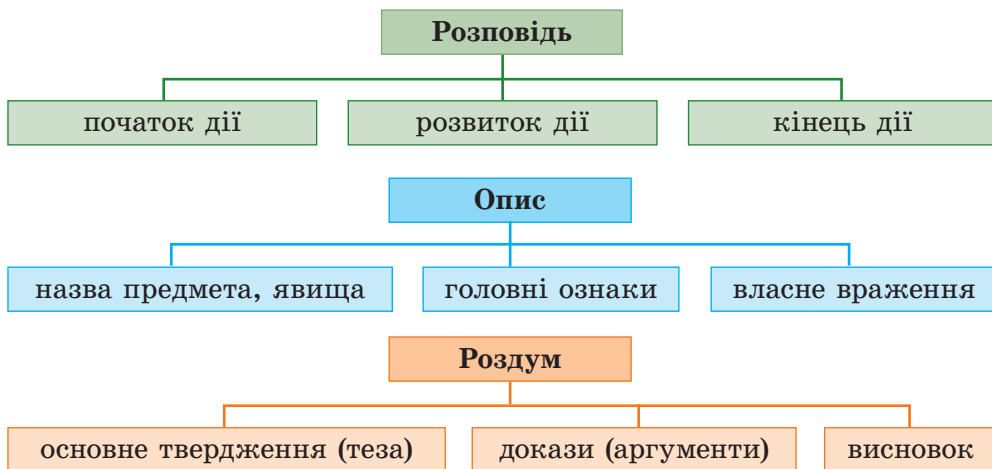 Розповідь
початок дії розвиток дії кінець дії
Опис
назва предмета, явища головні ознаки власне враження
Роздум
основне твердження (теза) докази (аргументи) висновок